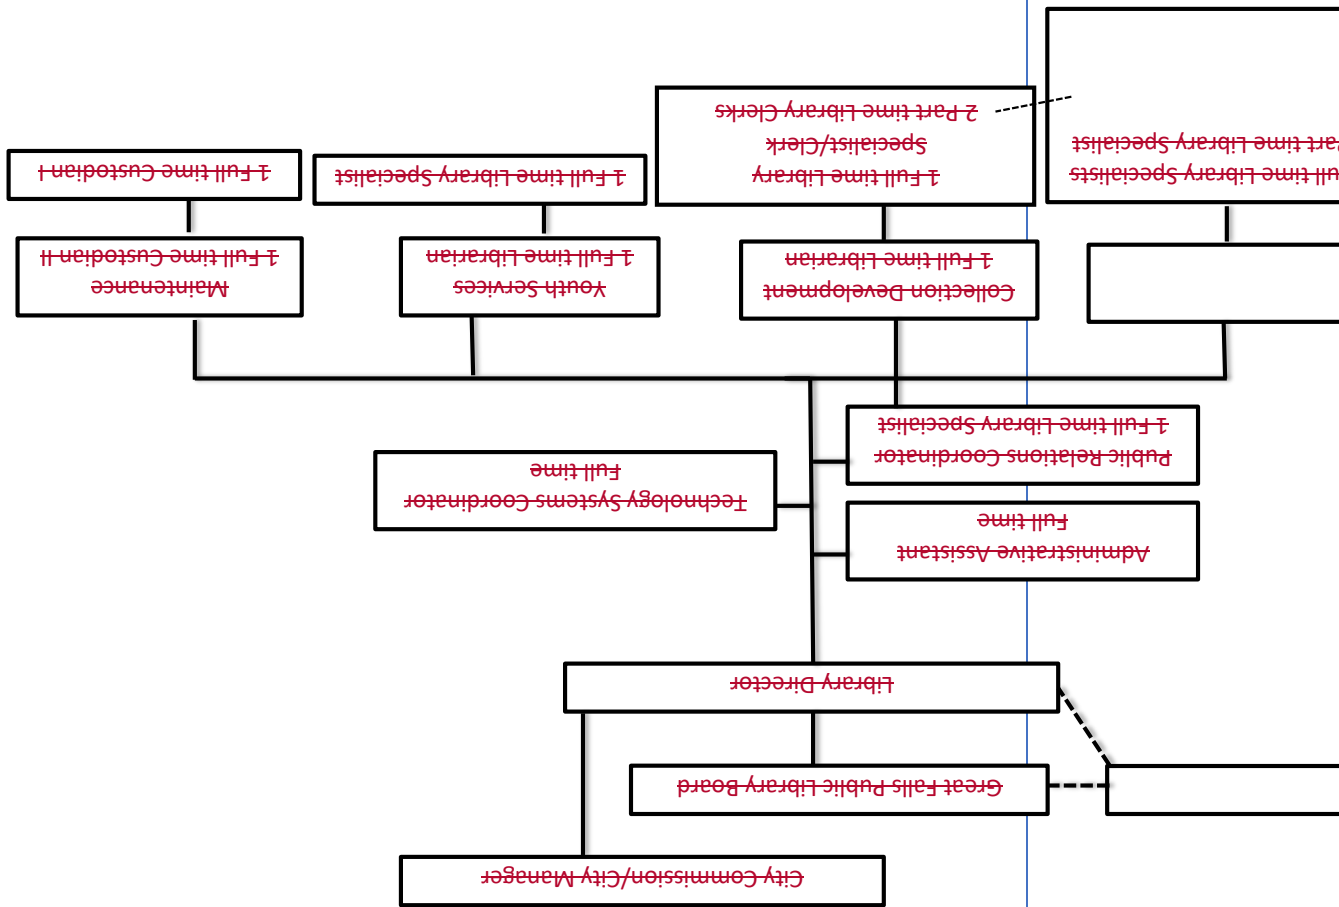 City Commission/City Manager
Great Falls Public Library Board
Library Director
Administrative Assistant
Full time
Technology Systems Coordinator
Full time
Public Relations Coordinator
1 Full time Library Specialist
Collection Development
1 Full time Librarian
Youth Services
1 Full time Librarian
Maintenance
1 Full time Custodian II
time Library Specialists
time Library Specialist
1 Full time Library
Specialist/Clerk
2 Part time Library Clerks
1 Full time Library Specialist
1 Full time Custodian I